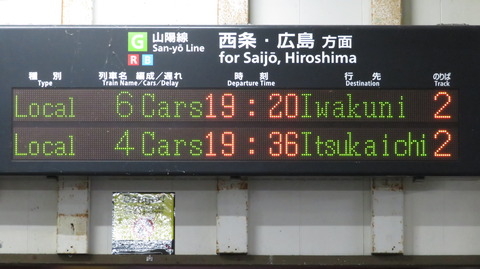 G 山陽線 西条・広島 方面
R B San-yō Line for Saijō, Hiroshima
種別 列車名 編成/遅れ 時刻 行先 のりば
Type Train Name/Cars/Delay Departure Time Destination Track
Local 6 Cars 19:20 Iwakuni 2
Local 4 Cars 19:36 Itsukaichi 2